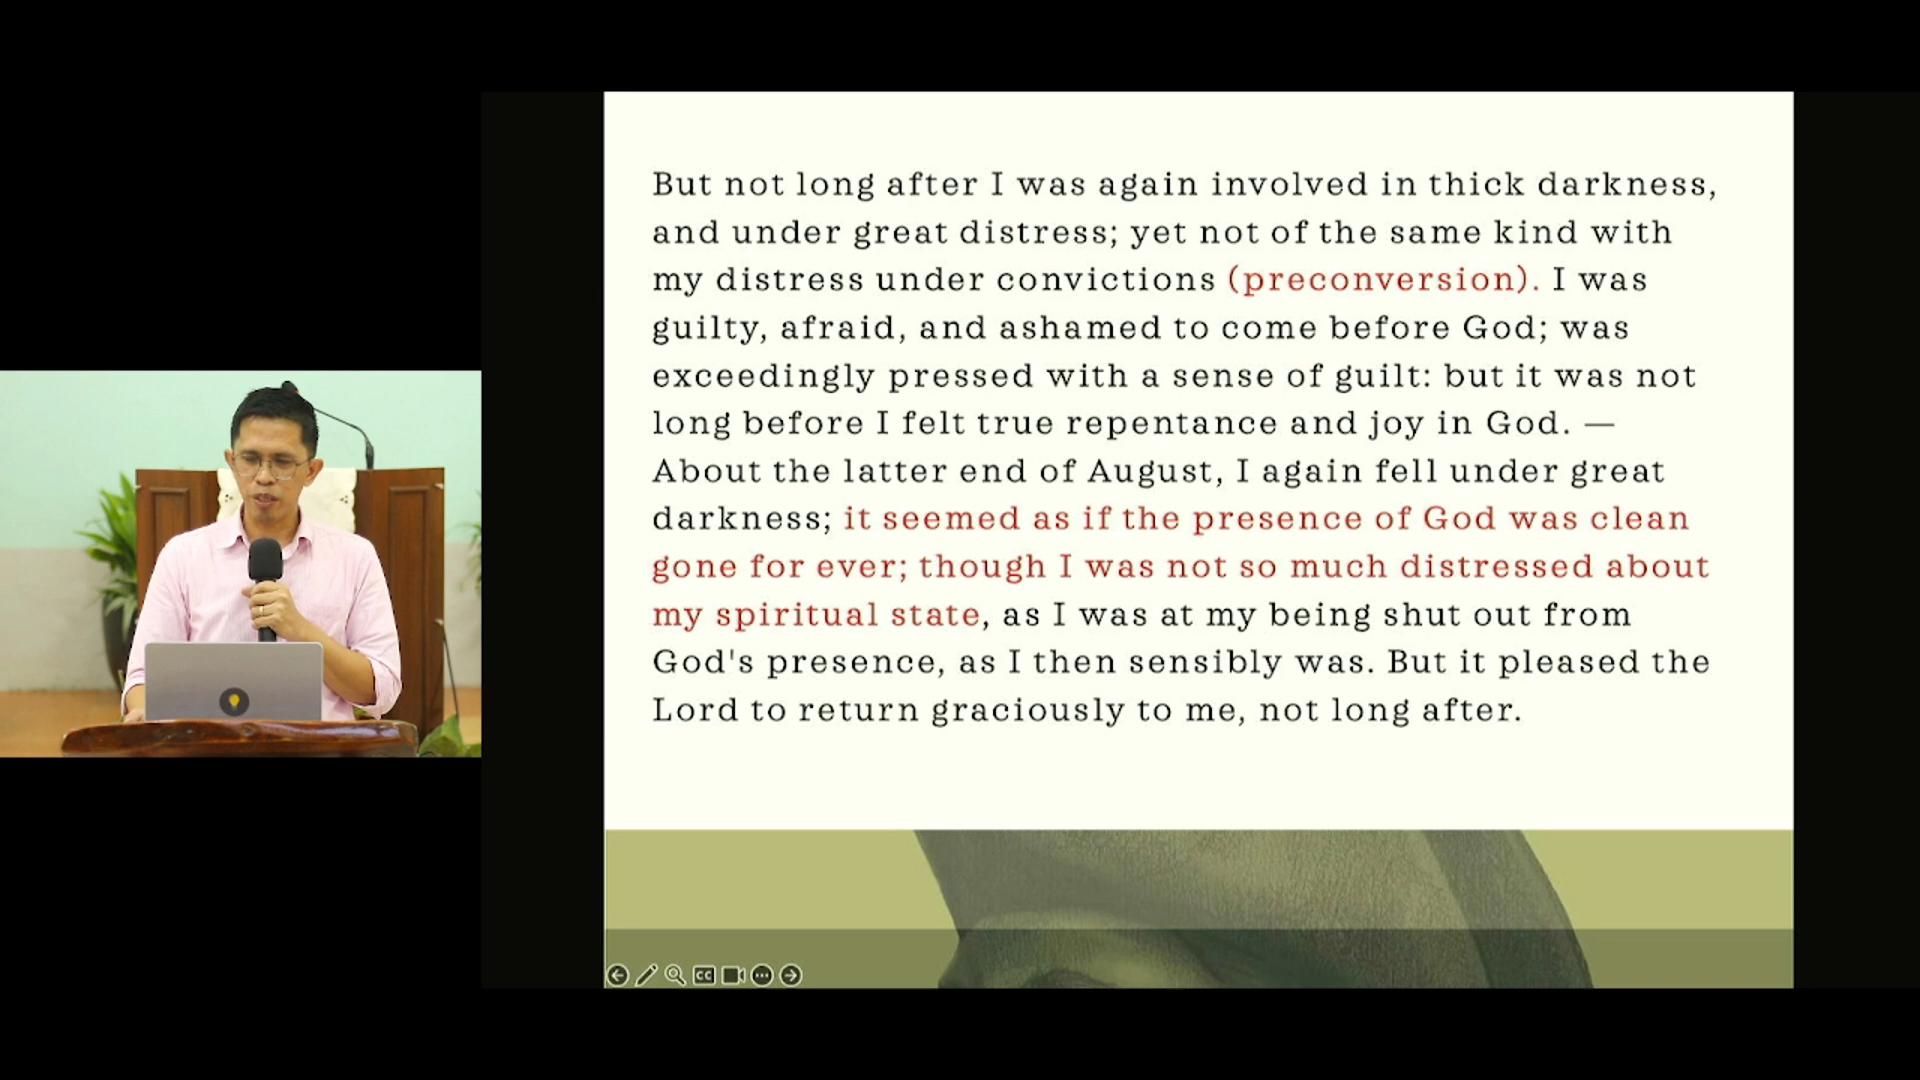 But not long after I was again involved in thick darkness,
and under great distress; yet not of the same kind with
my distress under convictions (preconversion). I was
guilty, afraid, and ashamed to come before God; was
exceedingly pressed with a sense of guilt: but it was not
long before I felt true repentance and joy in God. —
About the latter end of August, I again fell under great
darkness; it seemed as if the presence of God was clean
gone for ever; though I was not so much distressed about
my spiritual state, as I was at my being shut out from
God's presence, as I then sensibly was. But it pleased the
Lord to return graciously to me, not long after.
CC